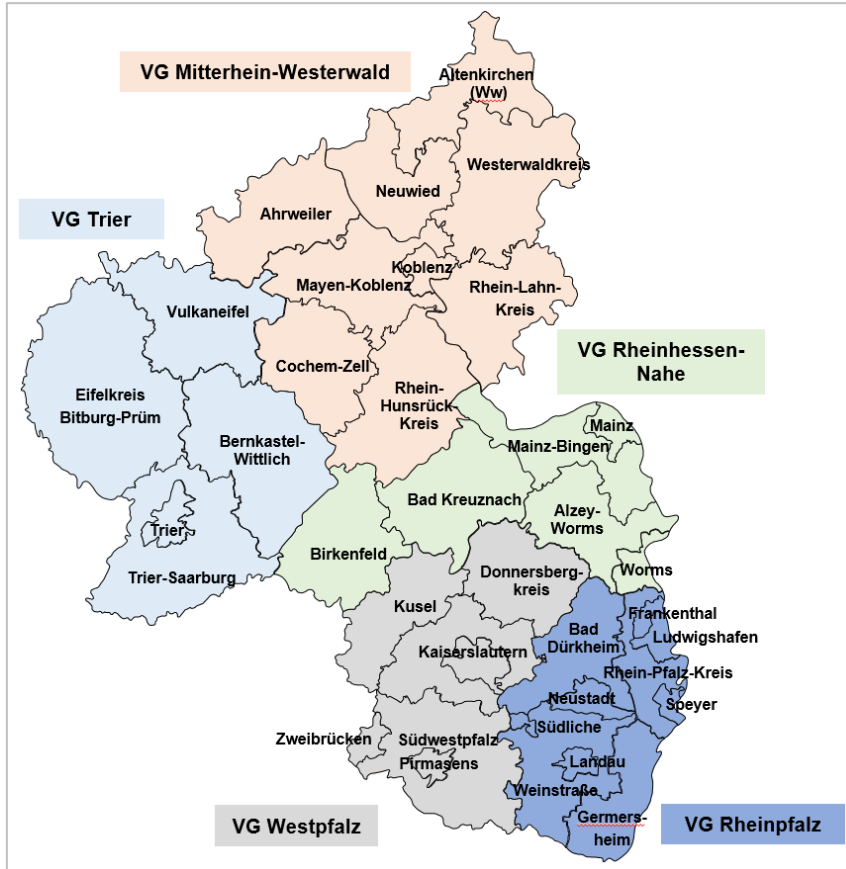 VG Mitterhein-Westerwald
Altenkirchen
(Ww)
Westerwaldkreis
Neuwied
Ahrweiler
VG Trier
Koblenz
Mayen-Koblenz
Rhein-Lahn-
Kreis
Vulkaneifel
VG Rheinhessen-
Nahe
Cochem-Zell
Eifelkreis
Bitburg-Prüm
Rhein-
Hunsrück-
Kreis
Mainz
Mainz-Bingen
Bernkastel-
Wittlich
Bad Kreuznach
Alzey-
Worms
Trier
Birkenfeld
Trier-Saarburg
Worms
Donnersberg-
kreis
Kusel
Frankenthal
Bad
Dürkheim
Ludwigshafen
Kaiserslautern
Rhein-Pfalz-Kreis
Neustadt
Speyer
Südliche
Zweibrücken
Südwestpfalz
Pirmasens
Landau
Weinstraße
Germers-
heim
VG Westpfalz
VG Rheinpfalz